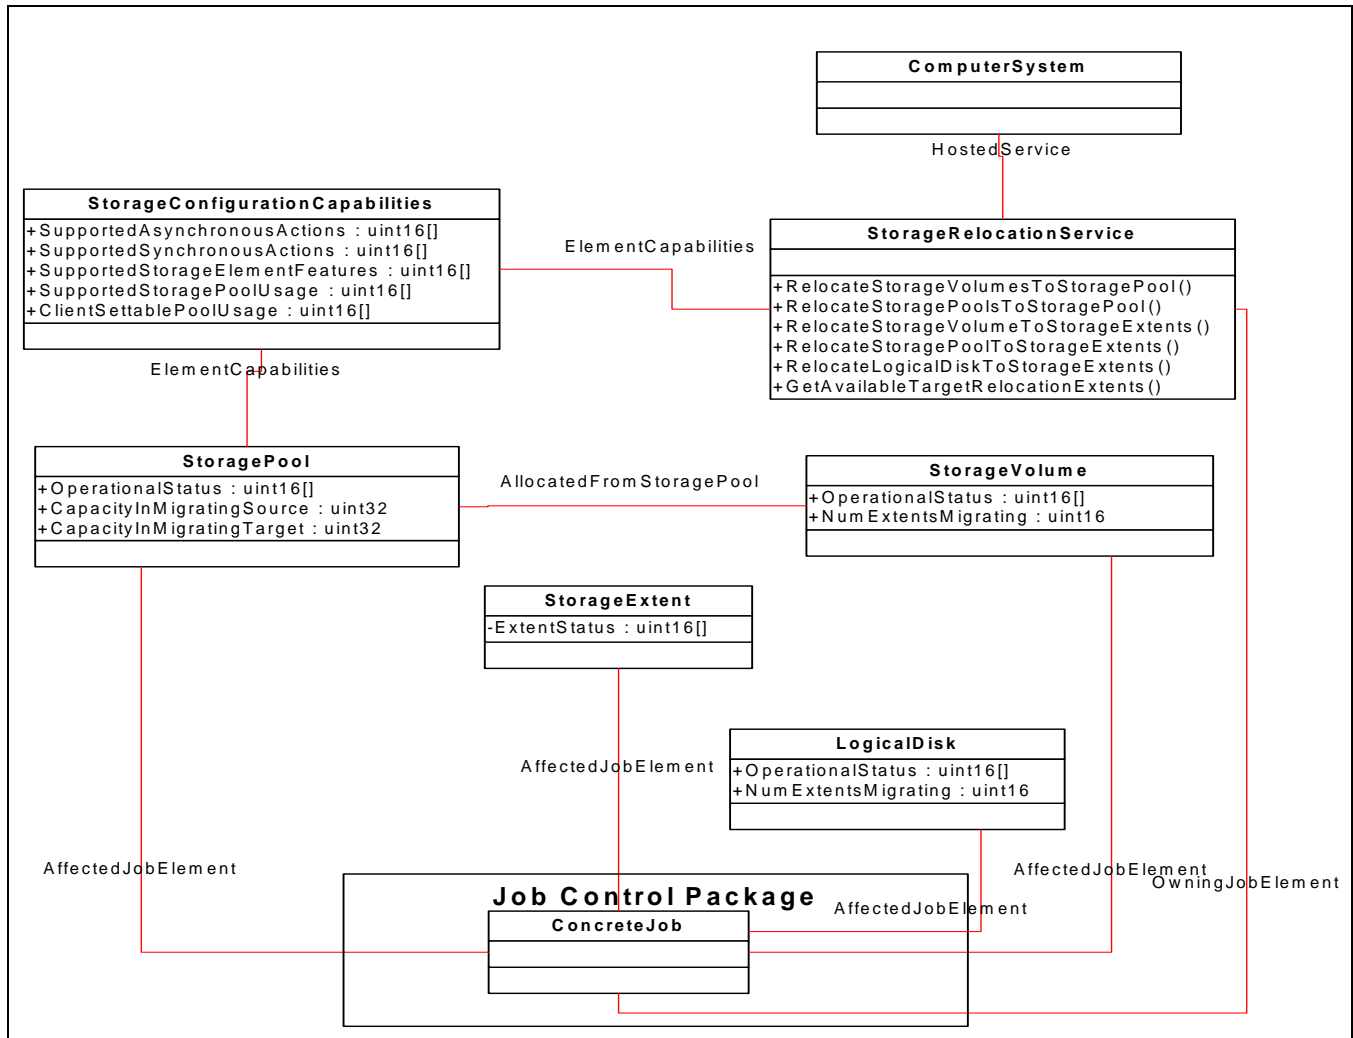 ComputerSystem
HostedService
StorageConfigurationCapabilities
+SupportedAsynchronousActions : uint16[]
+SupportedSynchronousActions : uint16[]
+SupportedStorageElementFeatures : uint16[]
+SupportedStoragePoolUsage : uint16[]
+ClientSettablePoolUsage : uint16[]
ElementCapabilities
StorageRelocationService
+RelocateStorageVolumesToStoragePool()
+RelocateStoragePoolsToStoragePool()
+RelocateStorageVolumeToStorageExtents()
+RelocateStoragePoolToStorageExtents()
+RelocateLogicalDiskToStorageExtents()
+GetAvailableTargetRelocationExtents()
ElementCapabilities
StoragePool
+OperationalStatus : uint16[]
+CapacityInMigratingSource : uint32
+CapacityInMigratingTarget : uint32
AllocatedFromStoragePool
StorageVolume
+OperationalStatus : uint16[]
+NumExtentsMigrating : uint16
StorageExtent
-ExtentStatus : uint16[]
AffectedJobElement
LogicalDisk
+OperationalStatus : uint16[]
+NumExtentsMigrating : uint16
AffectedJobElement
AffectedJobElement
OwningJobElement
Job Control Package
AffectedJobElement
ConcreteJob